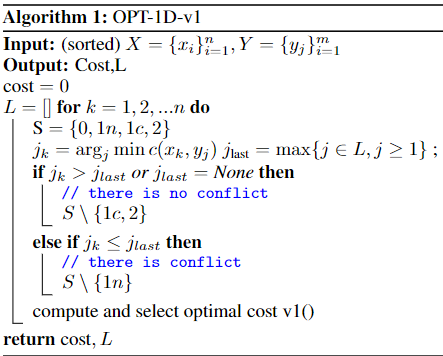 Algorithm 1: OPT-1D-v1
Input: (sorted) X = {x_i}_{i=1}^n, Y = {y_j}_{j=1}^m
Output: Cost,L
cost = 0
L = [] for k = 1, 2, ...n do
S = {0, 1n, 1c, 2}
j_k = arg_j min c(x_k, y_j) j_last = max{j ∈ L, j ≥ 1} ;
if j_k > j_last or j_last = None then
// there is no conflict
S \ {1c, 2}
else if j_k ≤ j_last then
// there is conflict
S \ {1n}
compute and select optimal cost v1()
return cost, L